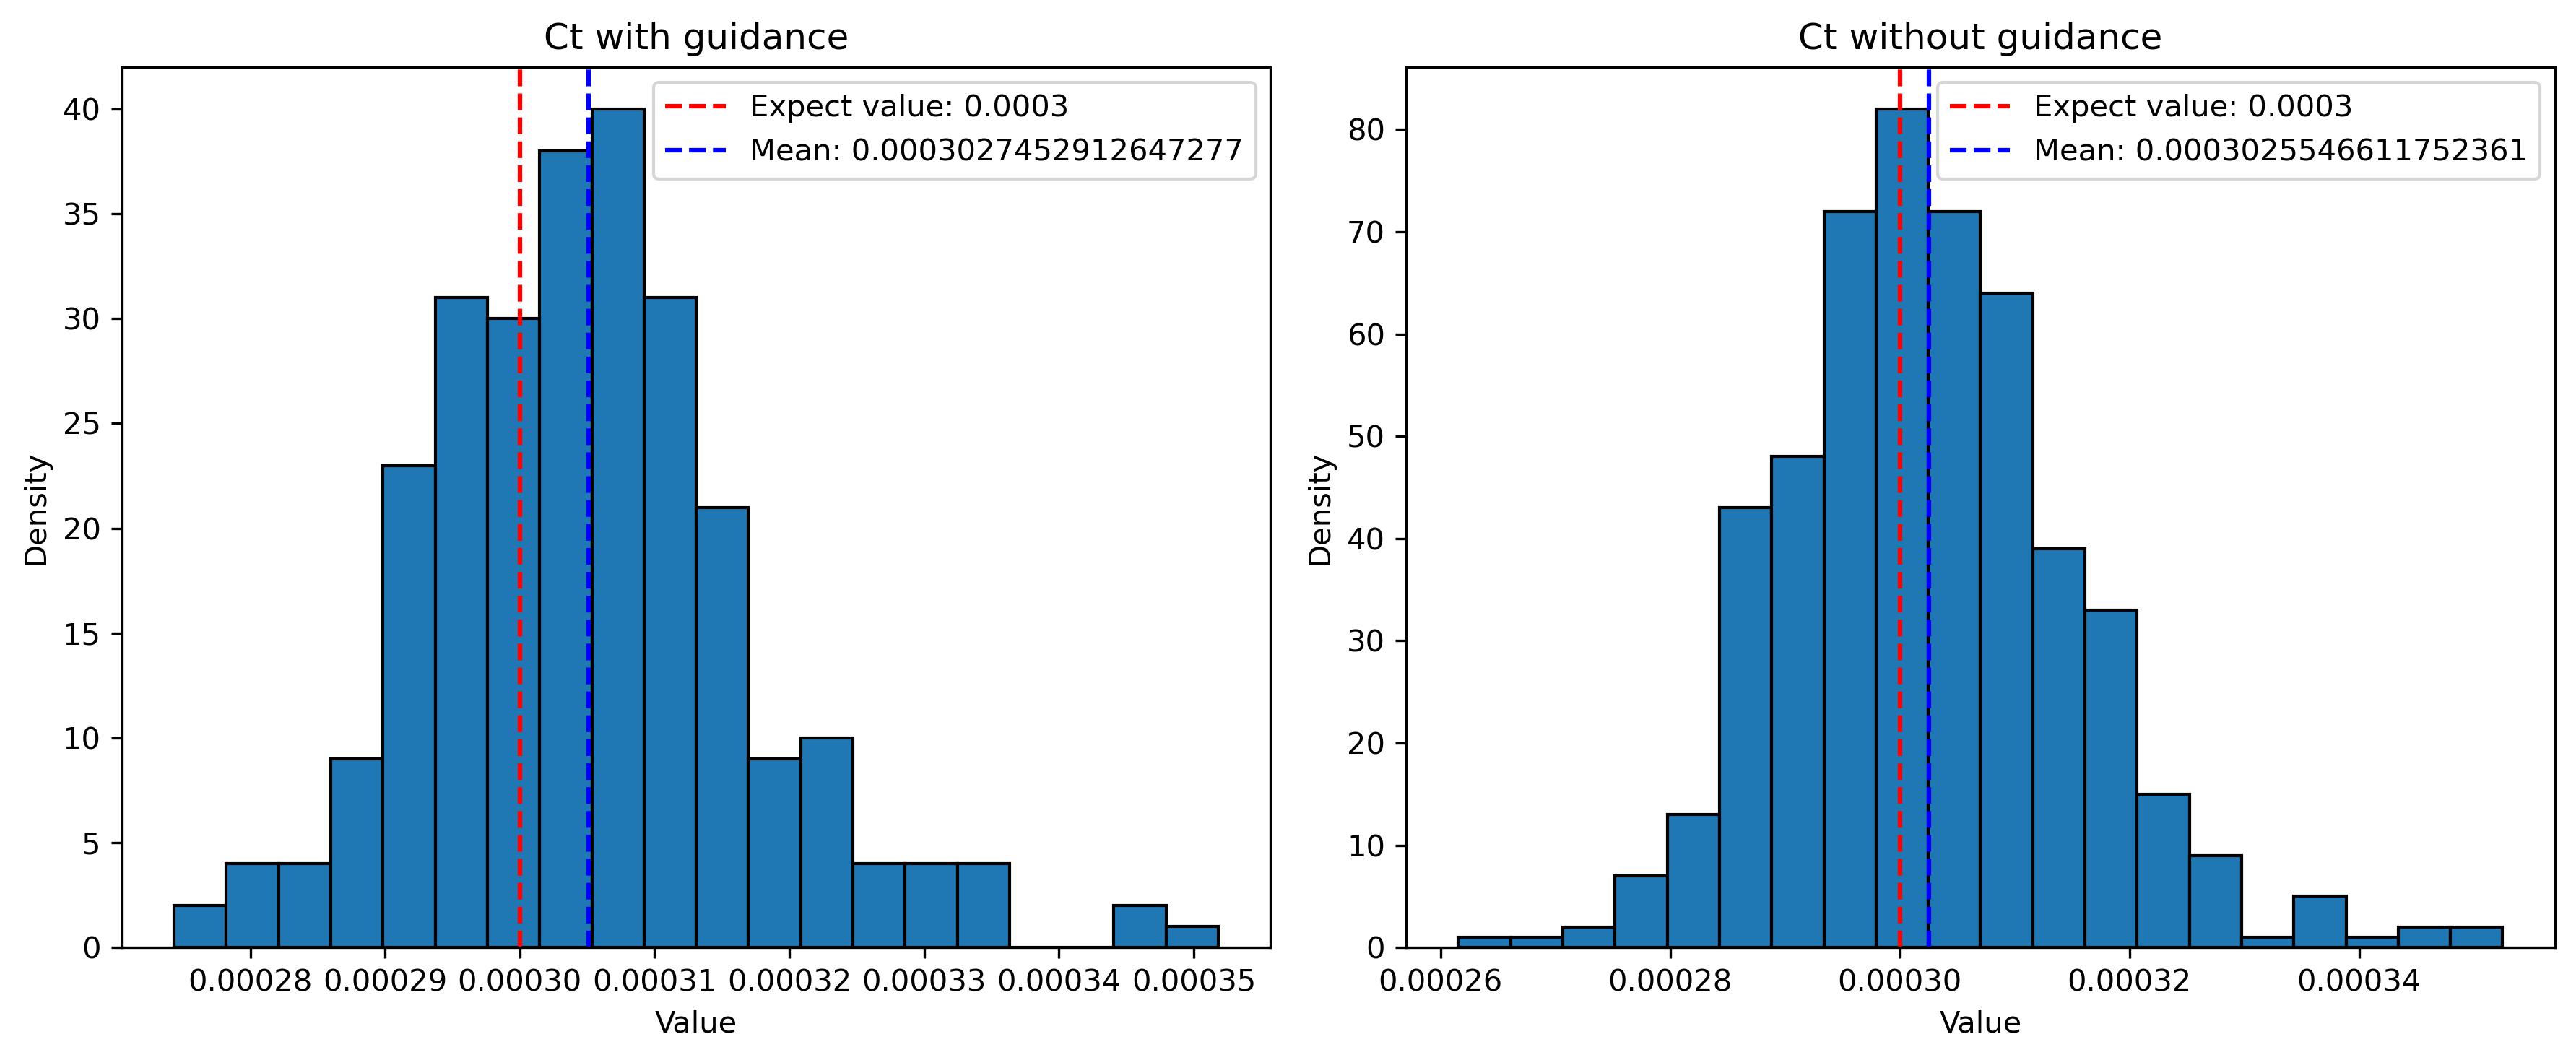 Ct with guidance
Expect value: 0.0003
Mean: 0.0003027452912647277
Density
40
35
30
25
20
15
10
5
0
0.00028 0.00029 0.00030 0.00031 0.00032 0.00033 0.00034 0.00035
Value
Ct without guidance
Expect value: 0.0003
Mean: 0.0003025546611752361
Density
80
70
60
50
40
30
20
10
0
0.00026 0.00028 0.00030 0.00032 0.00034
Value